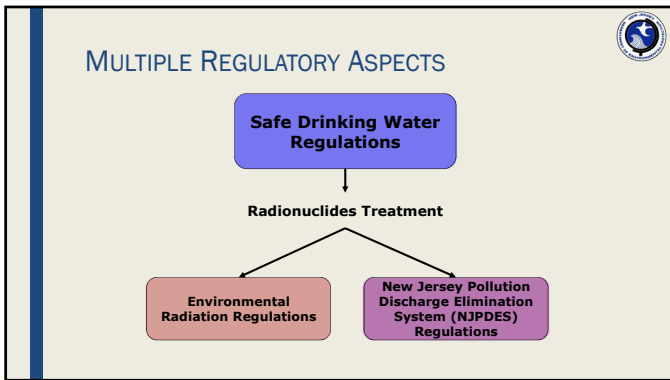 MULTIPLE REGULATORY ASPECTS
Safe Drinking Water
Regulations
Radionuclides Treatment
Environmental
Radiation Regulations
New Jersey Pollution
Discharge Elimination
System (NJPDES)
Regulations